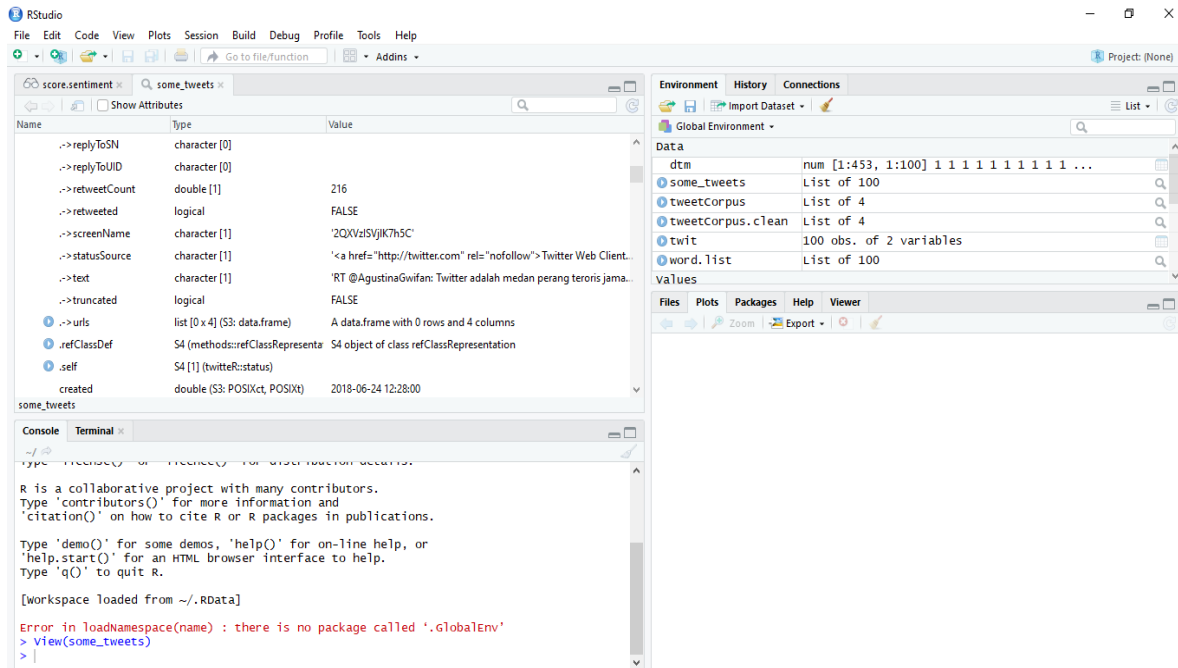 RStudio
File Edit Code View Plots Session Build Debug Profile Tools Help
Go to file/function Addins Project: (None)
score.sentiment some_tweets
Show Attributes
Name Type Value
.->replyToSN character [0]
.->replyToUID character [0]
.->retweetCount double [1] 216
.->retweeted logical FALSE
.->screenName character [1] '2QXVzISVjIK7h5C'
.->statusSource character [1] '<a href="http://twitter.com" rel="nofollow">Twitter Web Client...
.->text character [1] 'RT @AgustinaGwifan: Twitter adalah medan perang teroris jama...
.->truncated logical FALSE
.->urls list [0 x 4] (S3: data.frame) A data.frame with 0 rows and 4 columns
.refClassDef S4 (methods::refClassRepresenta S4 object of class refClassRepresentation
.self S4 [1] (twitteR::status)
created double (S3: POSIXct, POSIXt) 2018-06-24 12:28:00
some_tweets
Console Terminal
~/
Type 'license()' or 'licence()' for distribution details.
R is a collaborative project with many contributors.
Type 'contributors()' for more information and
'citation()' on how to cite R or R packages in publications.
Type 'demo()' for some demos, 'help()' for on-line help, or
'help.start()' for an HTML browser interface to help.
Type 'q()' to quit R.
[Workspace loaded from ~/.RData]
Error in loadNamespace(name) : there is no package called ‘.GlobalEnv’
> View(some_tweets)
>
Environment History Connections
Import Dataset List
Global Environment
Data
dtm num [1:453, 1:100] 1 1 1 1 1 1 1 1 1 1 ...
some_tweets List of 100
tweetCorpus List of 4
tweetCorpus.clean List of 4
twit 100 obs. of 2 variables
word.list List of 100
Values
Files Plots Packages Help Viewer
Zoom Export